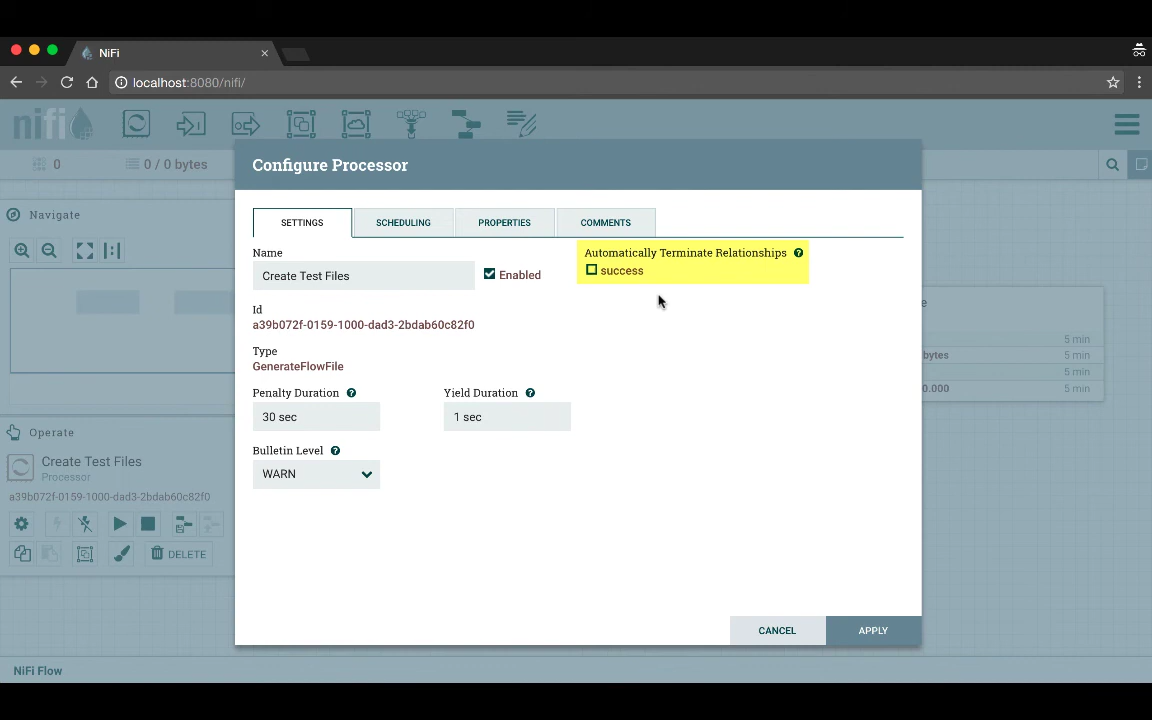 NiFi
localhost:8080/nifi/
nifi
0
0 / 0 bytes
Configure Processor
Navigate
SETTINGS
SCHEDULING
PROPERTIES
COMMENTS
Name
Create Test Files
Enabled
Automatically Terminate Relationships
success
Id
a39b072f-0159-1000-dad3-2bdab60c82f0
Type
GenerateFlowFile
Penalty Duration
Yield Duration
30 sec
1 sec
Bulletin Level
WARN
e
5 min
bytes
5 min
5 min
0.000
5 min
Operate
Create Test Files
Processor
a39b072f-0159-1000-dad3-2bdab60c82f0
DELETE
CANCEL
APPLY
NiFi Flow